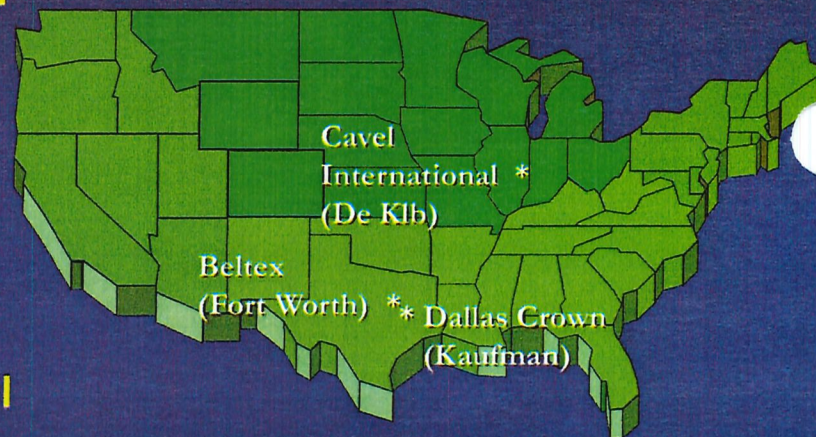 Cavel
International *
(De Klb)
Beltex
(Fort Worth) *
* Dallas Crown
(Kaufman)